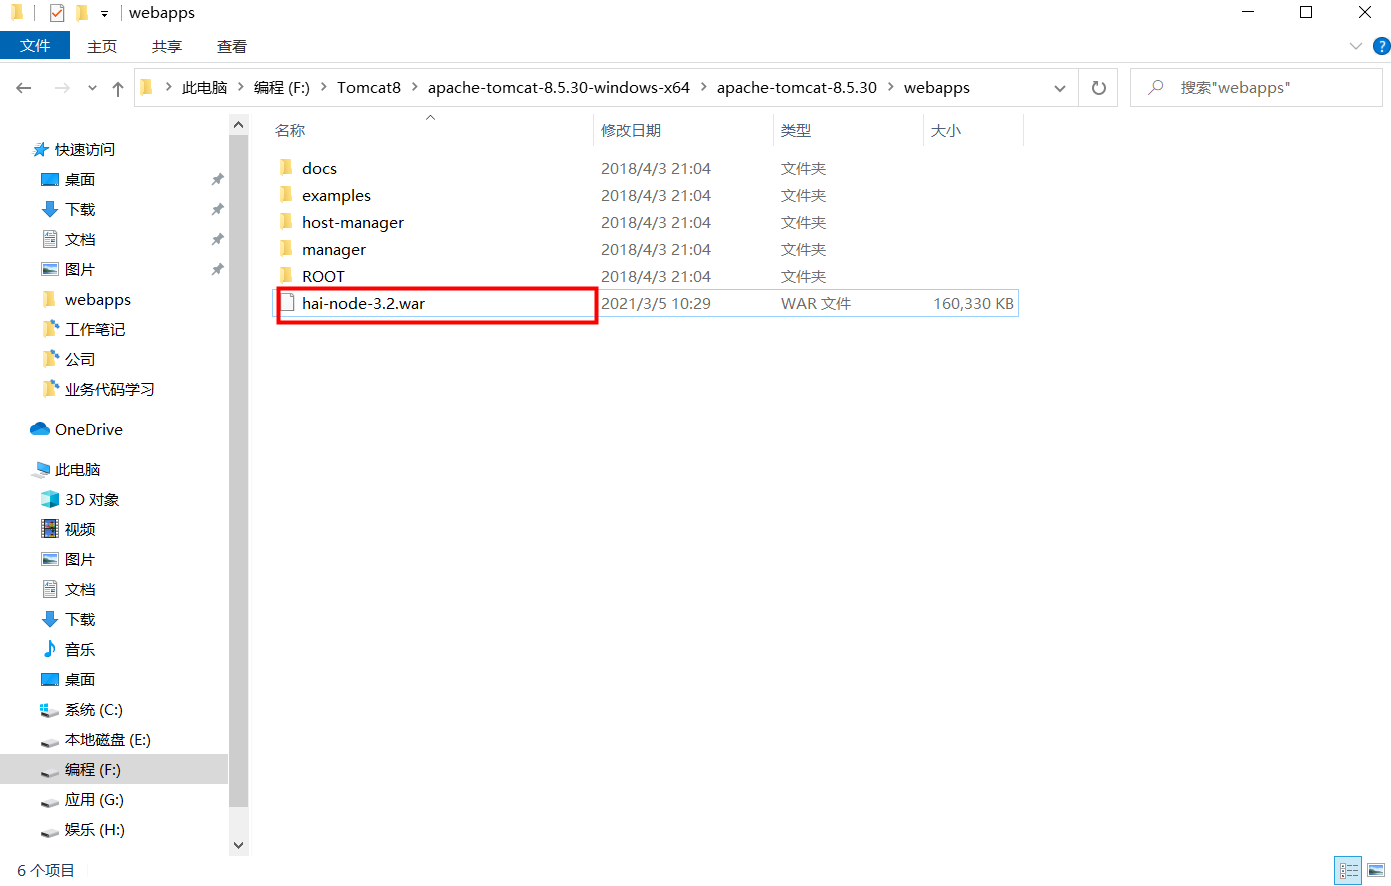 webapps
文件 主页 共享 查看
此电脑 编程 (F:) Tomcat8 apache-tomcat-8.5.30-windows-x64 apache-tomcat-8.5.30 webapps 搜索"webapps"
名称 修改日期 类型 大小
docs 2018/4/3 21:04 文件夹
examples 2018/4/3 21:04 文件夹
host-manager 2018/4/3 21:04 文件夹
manager 2018/4/3 21:04 文件夹
ROOT 2018/4/3 21:04 文件夹
hai-node-3.2.war 2021/3/5 10:29 WAR 文件 160,330 KB
快速访问
桌面
下载
文档
图片
webapps
工作笔记
公司
业务代码学习
OneDrive
此电脑
3D 对象
视频
图片
文档
下载
音乐
桌面
系统 (C:)
本地磁盘 (E:)
编程 (F:)
应用 (G:)
娱乐 (H:)
6 个项目